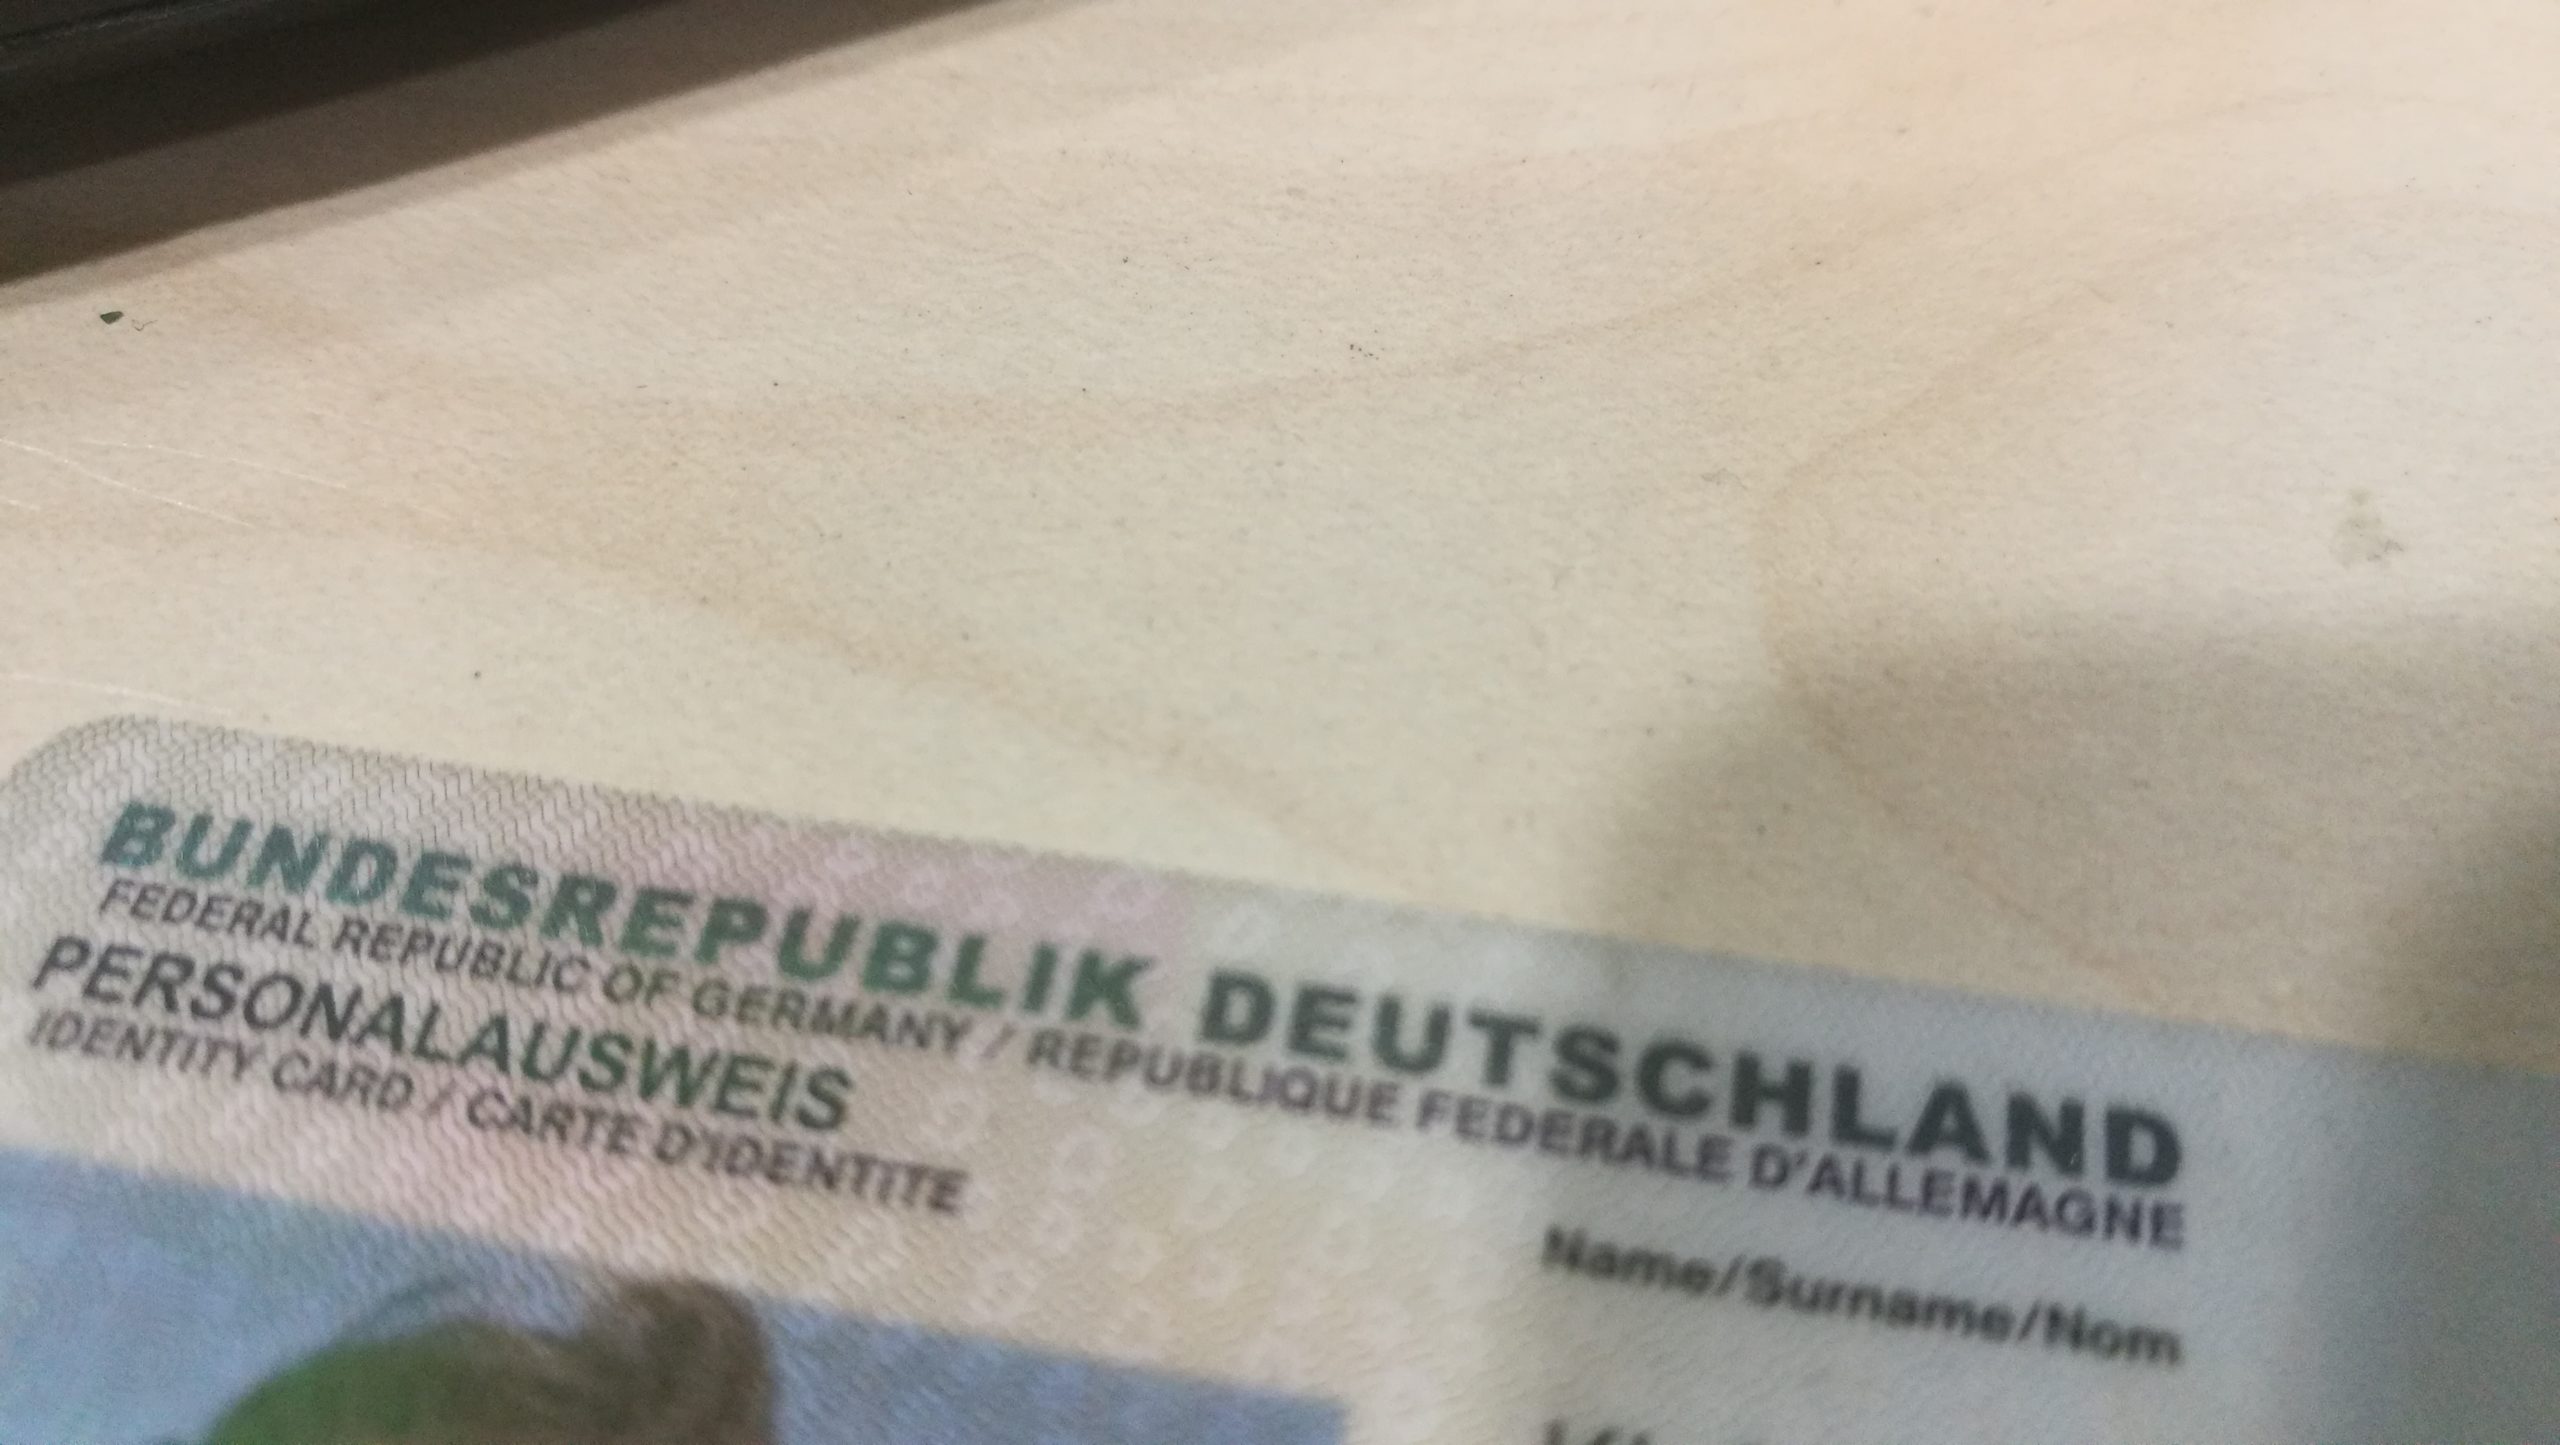 BUNDESREPUBLIK DEUTSCHLAND
FEDERAL REPUBLIC OF GERMANY / REPUBLIQUE FEDERALE D'ALLEMAGNE
PERSONALAUSWEIS
IDENTITY CARD / CARTE D'IDENTITE
Name/Surname/Nom